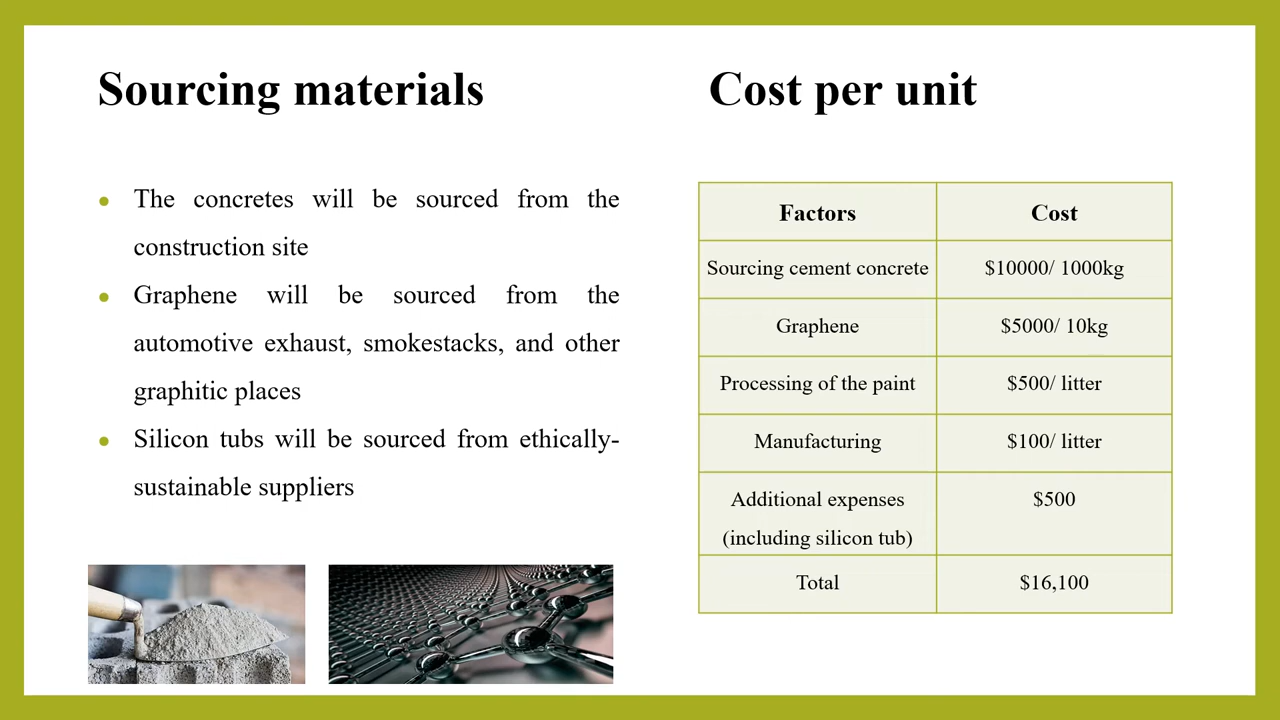 Sourcing materials
The concretes will be sourced from the
construction site
Graphene will be sourced from the
automotive exhaust, smokestacks, and other
graphitic places
Silicon tubs will be sourced from ethically-
sustainable suppliers
Cost per unit
Factors Cost
Sourcing cement concrete $10000/ 1000kg
Graphene $5000/ 10kg
Processing of the paint $500/ litter
Manufacturing $100/ litter
Additional expenses $500
(including silicon tub)
Total $16,100